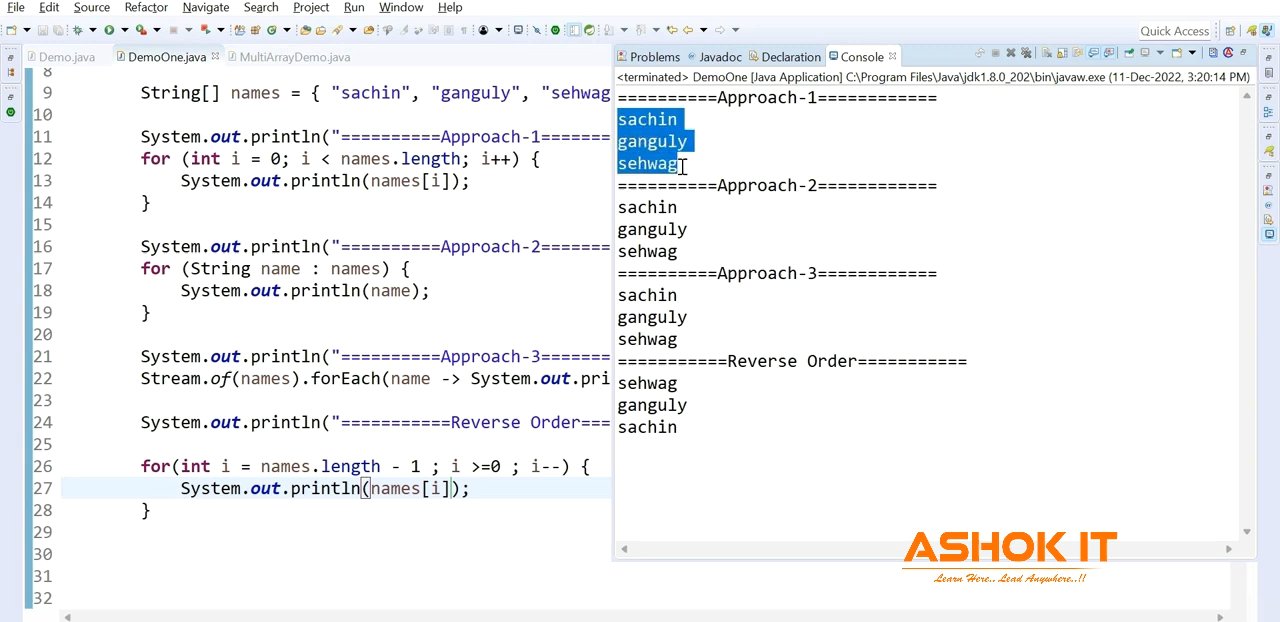 File Edit Source Refactor Navigate Search Project Run Window Help
Quick Access
Demo.java DemoOne.java MultiArrayDemo.java
8
9 String[] names = { "sachin", "ganguly", "sehwag
10
11 System.out.println("==========Approach-1=======
12 for (int i = 0; i < names.length; i++) {
13 System.out.println(names[i]);
14 }
15
16 System.out.println("==========Approach-2=======
17 for (String name : names) {
18 System.out.println(name);
19 }
20
21 System.out.println("==========Approach-3=======
22 Stream.of(names).forEach(name -> System.out.pri
23
24 System.out.println("===========Reverse Order===
25
26 for(int i = names.length - 1 ; i >=0 ; i--) {
27 System.out.println(names[i]);
28 }
29
30
31
32
Problems Javadoc Declaration Console
<terminated> DemoOne [Java Application] C:\Program Files\Java\jdk1.8.0_202\bin\javaw.exe (11-Dec-2022, 3:20:14 PM)
==========Approach-1============
sachin
ganguly
sehwag
==========Approach-2============
sachin
ganguly
sehwag
==========Approach-3============
sachin
ganguly
sehwag
===========Reverse Order===========
sehwag
ganguly
sachin
ASHOK IT
Learn Here.. Lead Anywhere..!!